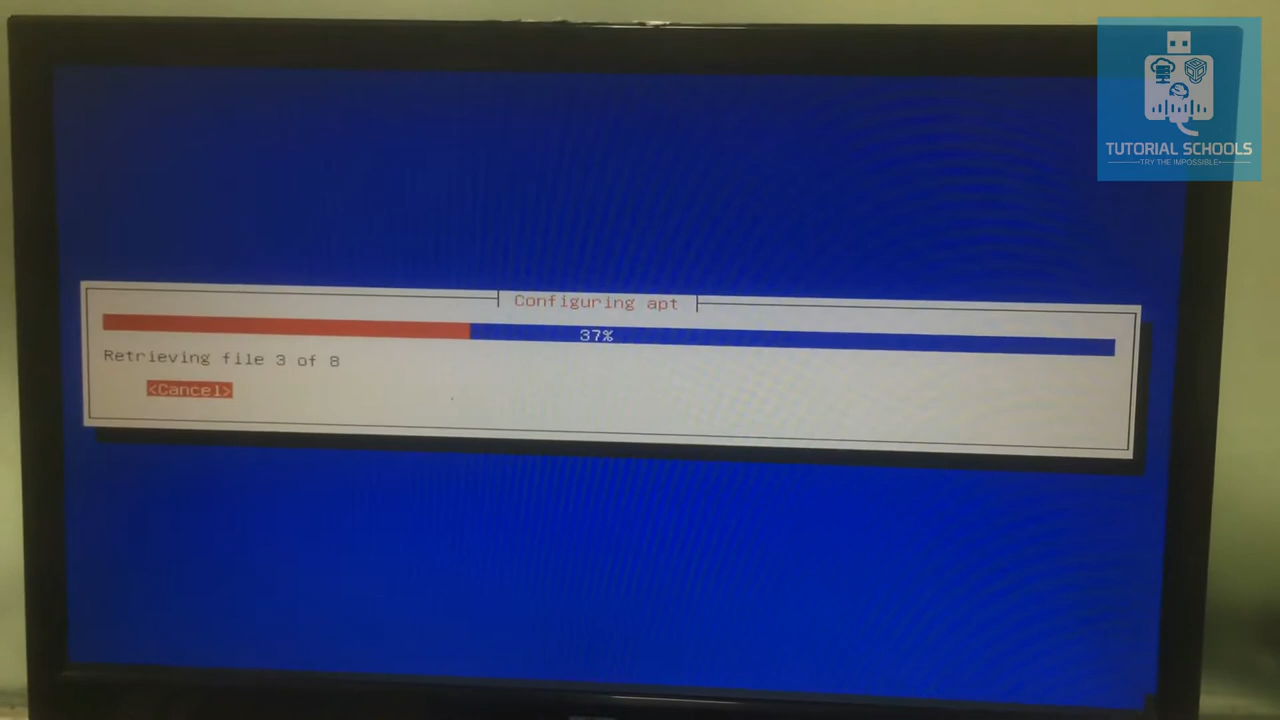 TUTORIAL SCHOOLS
TRY THE IMPOSSIBLE
Configuring apt
37%
Retrieving file 3 of 8
<Cancel>